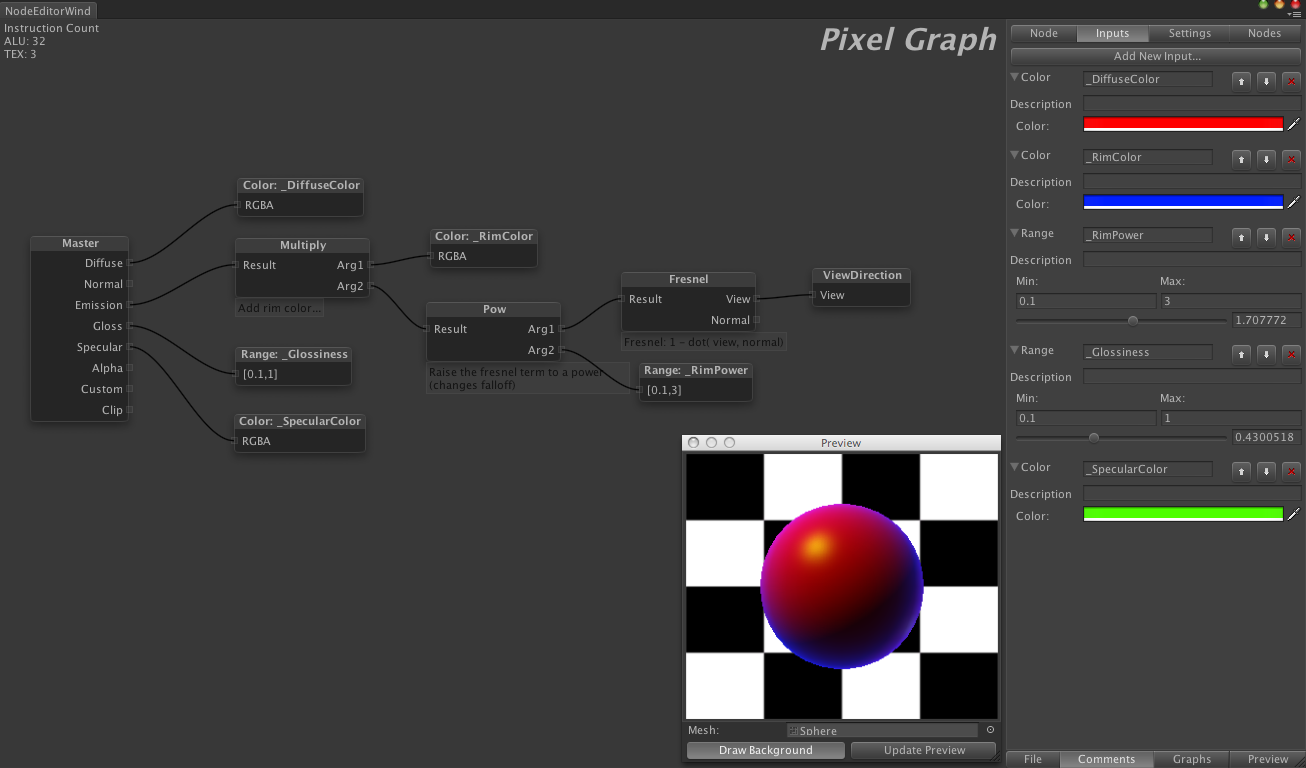 NodeEditorWind
Instruction Count
ALU: 32
TEX: 3
Pixel Graph
Master
Diffuse
Normal
Emission
Gloss
Specular
Alpha
Custom
Clip
Color: _DiffuseColor
RGBA
Multiply
Result Arg1
Arg2
Add rim color...
Range: _Glossiness
[0.1,1]
Color: _SpecularColor
RGBA
Color: _RimColor
RGBA
Pow
Result Arg1
Arg2
Raise the fresnel term to a power
(changes falloff)
Fresnel
Result View
Normal
Fresnel: 1 - dot( view, normal)
Range: _RimPower
[0.1,3]
ViewDirection
View
Preview
Mesh: Sphere
Draw Background Update Preview
Node Inputs Settings Nodes
Add New Input...
Color _DiffuseColor
Description
Color:
Color _RimColor
Description
Color:
Range _RimPower
Description
Min: Max:
0.1 3
1.707772
Range _Glossiness
Description
Min: Max:
0.1 1
0.4300518
Color _SpecularColor
Description
Color:
File Comments Graphs Preview